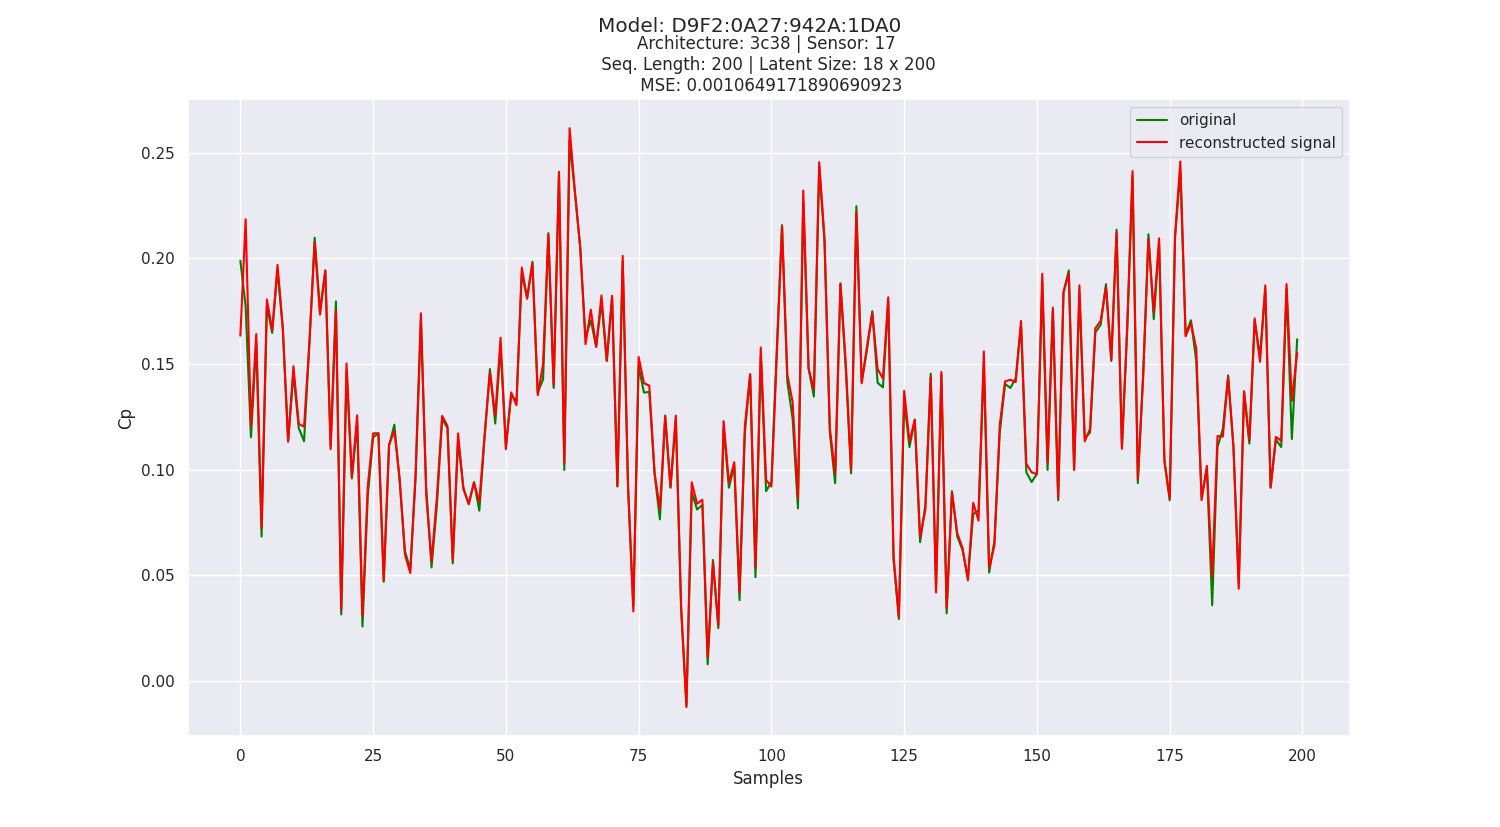 Model: D9F2:0A27:942A:1DA0
Architecture: 3c38 | Sensor: 17
Seq. Length: 200 | Latent Size: 18 x 200
MSE: 0.0010649171890690923
original
reconstructed signal
0.25
0.20
0.15
0.10
0.05
0.00
Cp
0 25 50 75 100 125 150 175 200
Samples